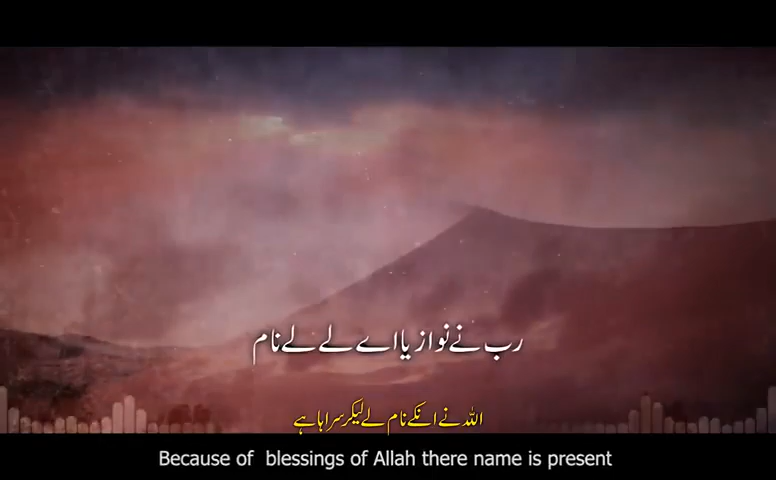 رب نے نوازیا اے لے لے نام
اللہ نے انکے نام لے لیکر سراہا ہے
Because of  blessings of Allah there name is present